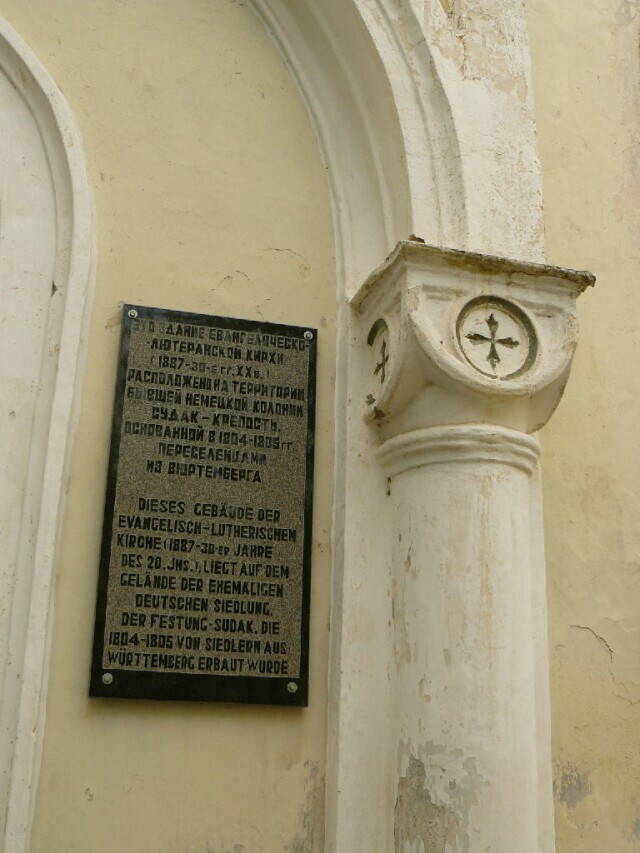 ЭТО ЗДАНИЕ ЕВАНГЕЛИЧЕСКО-
ЛЮТЕРАНСКОЙ КИРХИ
(1887-30-е гг. XX в.)
РАСПОЛОЖЕНО НА ТЕРРИТОРИИ
БЫВШЕЙ НЕМЕЦКОЙ КОЛОНИИ
СУДАК-КРЕПОСТЬ,
ОСНОВАННОЙ В 1804-1805 гг.
ПЕРЕСЕЛЕНЦАМИ
ИЗ ВЮРТЕМБЕРГА
DIESES GEBÄUDE DER
EVANGELISCH-LUTHERISCHEN
KIRCHE (1887-30-er JAHRE
DES 20. JHS.), LIEGT AUF DEM
GELÄNDE DER EHEMALIGEN
DEUTSCHEN SIEDLUNG,
DER FESTUNG-SUDAK, DIE
1804-1805 VON SIEDLERN AUS
WÜRTTEMBERG ERBAUT WURDE